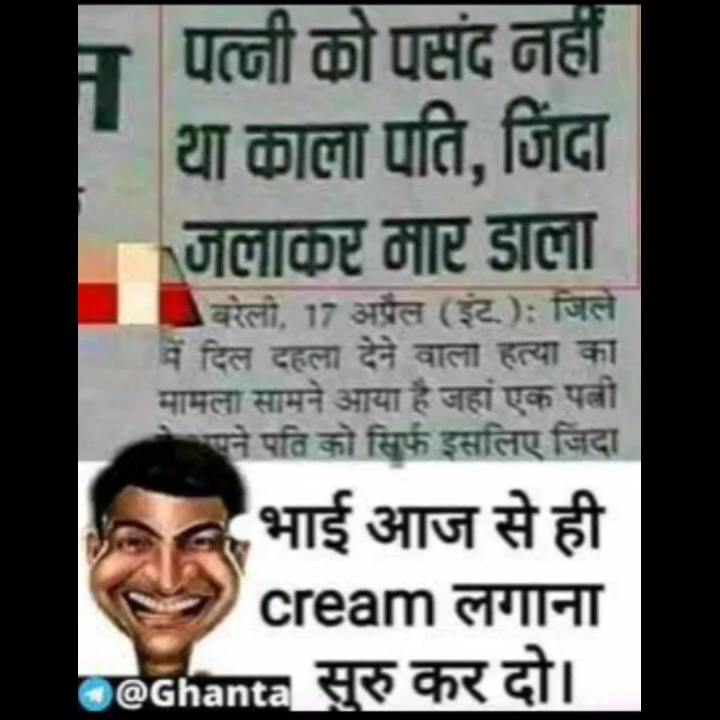 त
पत्नी को पसंद नहीं
था काला पति, जिंदा
जलाकर मार डाला
बरेली, 17 अप्रैल (इंट.): जिले
में दिल दहला देने वाला हत्या का
मामला सामने आया है जहां एक पत्नी
पने पति को सिर्फ इसलिए जिंदा
भाई आज से ही
cream लगाना
@Ghanta सुरु कर दो।